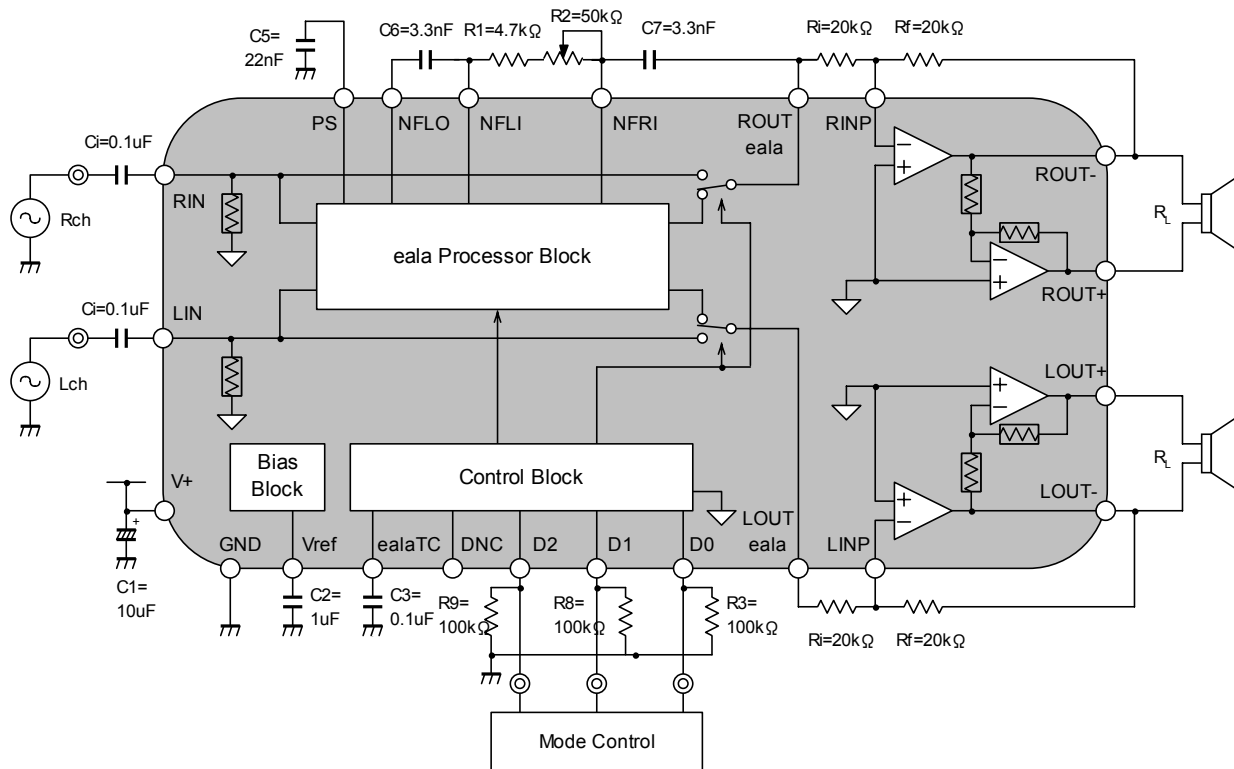 C5=
22nF
C6=3.3nF
R1=4.7kΩ
R2=50kΩ
C7=3.3nF
Ri=20kΩ
Rf=20kΩ
PS
NFLO
NFLI
NFRI
ROUT
eala
RINP
Ci=0.1uF
RIN
Rch
ROUT-
ROUT+
RL
eala Processor Block
Ci=0.1uF
LIN
Lch
LOUT+
LOUT-
RL
V+
Bias
Block
Control Block
GND
Vref
ealaTC
DNC
D2
D1
D0
LOUT
eala
LINP
+
C1=
10uF
C2=
1uF
C3=
0.1uF
R9=
100kΩ
R8=
100kΩ
R3=
100kΩ
Ri=20kΩ
Rf=20kΩ
Mode Control